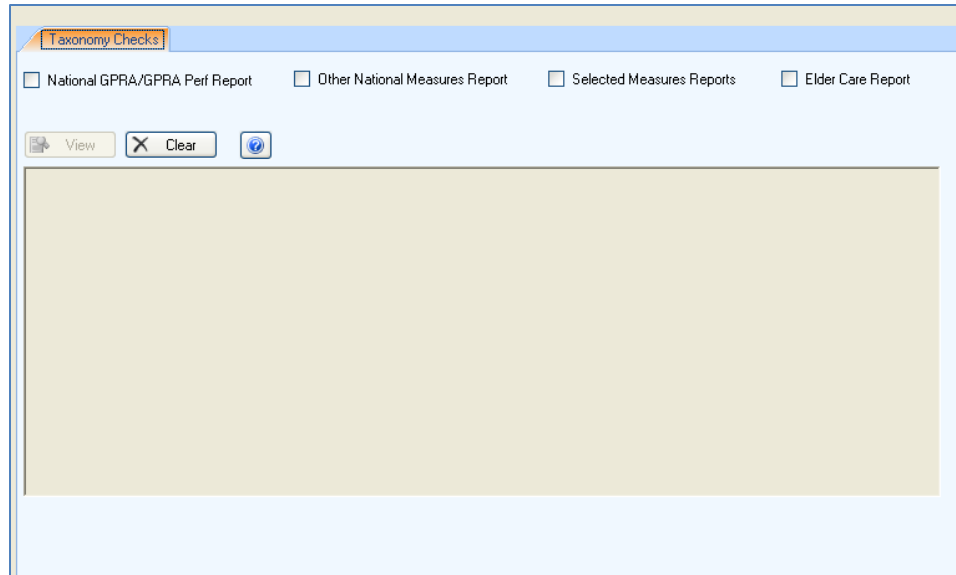 Taxonomy Checks
National GPRA/GPRA Perf Report Other National Measures Report Selected Measures Reports Elder Care Report
View Clear ?